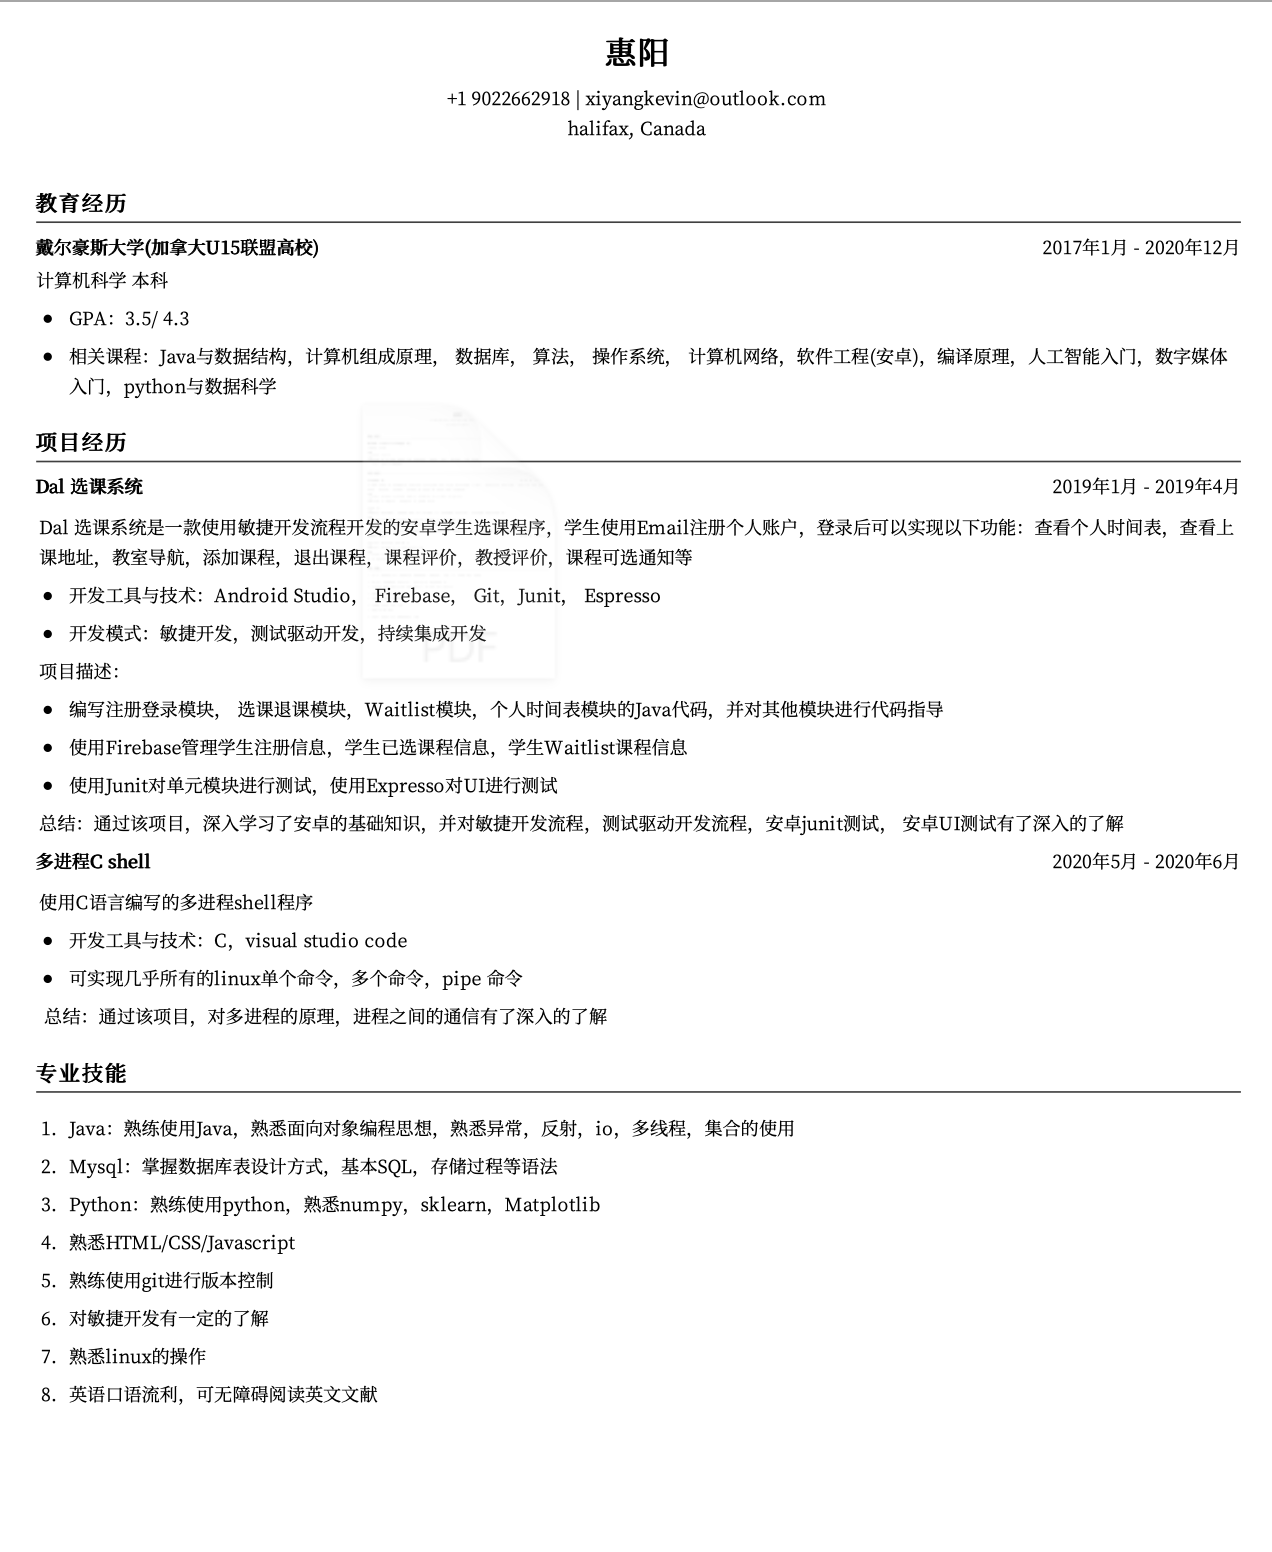 惠阳
+1 9022662918 | xiyangkevin@outlook.com
halifax, Canada
教育经历
戴尔豪斯大学(加拿大U15联盟高校) 2017年1月 - 2020年12月
计算机科学 本科
● GPA：3.5/ 4.3
● 相关课程：Java与数据结构，计算机组成原理， 数据库， 算法， 操作系统， 计算机网络，软件工程(安卓)，编译原理，人工智能入门，数字媒体
入门，python与数据科学
项目经历
Dal 选课系统 2019年1月 - 2019年4月
Dal 选课系统是一款使用敏捷开发流程开发的安卓学生选课程序，学生使用Email注册个人账户，登录后可以实现以下功能：查看个人时间表，查看上
课地址，教室导航，添加课程，退出课程，课程评价，教授评价，课程可选通知等
● 开发工具与技术：Android Studio， Firebase， Git，Junit， Espresso
● 开发模式：敏捷开发，测试驱动开发，持续集成开发
PDF
项目描述：
● 编写注册登录模块， 选课退课模块，Waitlist模块，个人时间表模块的Java代码，并对其他模块进行代码指导
● 使用Firebase管理学生注册信息，学生已选课程信息，学生Waitlist课程信息
● 使用Junit对单元模块进行测试，使用Expresso对UI进行测试
总结：通过该项目，深入学习了安卓的基础知识，并对敏捷开发流程，测试驱动开发流程，安卓junit测试， 安卓UI测试有了深入的了解
多进程C shell 2020年5月 - 2020年6月
使用C语言编写的多进程shell程序
● 开发工具与技术：C，visual studio code
● 可实现几乎所有的linux单个命令，多个命令，pipe 命令
总结：通过该项目，对多进程的原理，进程之间的通信有了深入的了解
专业技能
1. Java：熟练使用Java，熟悉面向对象编程思想，熟悉异常，反射，io，多线程，集合的使用
2. Mysql：掌握数据库表设计方式，基本SQL，存储过程等语法
3. Python：熟练使用python，熟悉numpy，sklearn，Matplotlib
4. 熟悉HTML/CSS/Javascript
5. 熟练使用git进行版本控制
6. 对敏捷开发有一定的了解
7. 熟悉linux的操作
8. 英语口语流利，可无障碍阅读英文文献